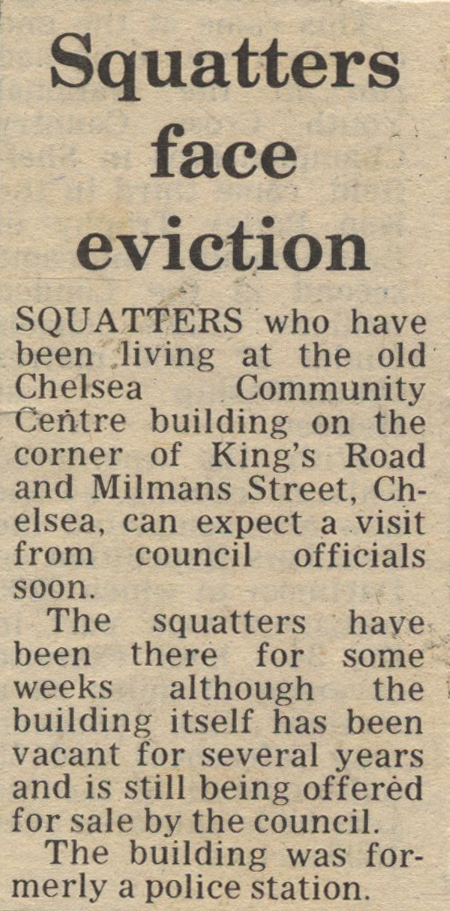 Squatters
face
eviction
SQUATTERS who have
been living at the old
Chelsea Community
Centre building on the
corner of King's Road
and Milmans Street, Ch-
elsea, can expect a visit
from council officials
soon.
The squatters have
been there for some
weeks although the
building itself has been
vacant for several years
and is still being offered
for sale by the council.
The building was for-
merly a police station.